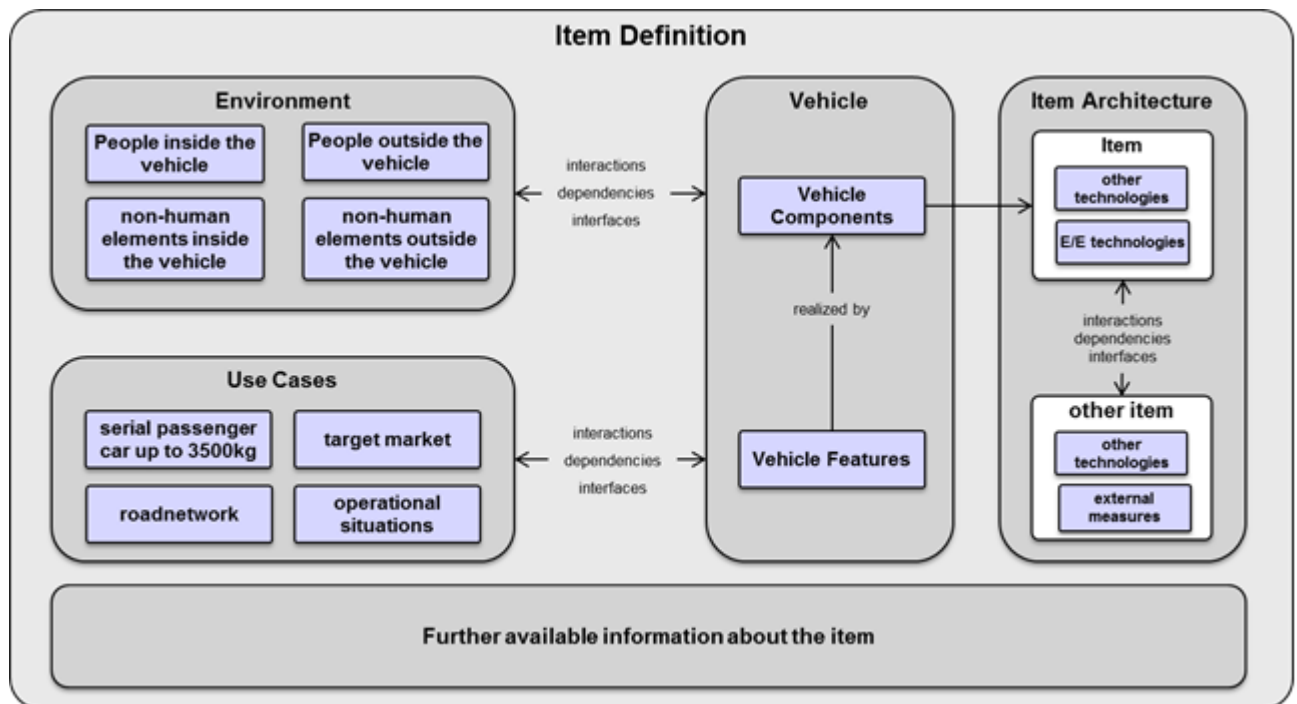 Item Definition
Environment
People inside the
vehicle
People outside the
vehicle
non-human
elements inside
the vehicle
non-human
elements outside
the vehicle
interactions
dependencies
interfaces
Use Cases
serial passenger
car up to 3500kg
target market
roadnetwork
operational
situations
interactions
dependencies
interfaces
Vehicle
Vehicle
Components
realized by
Vehicle Features
Item Architecture
Item
other
technologies
E/E technologies
interactions
dependencies
interfaces
other item
other
technologies
external
measures
Further available information about the item